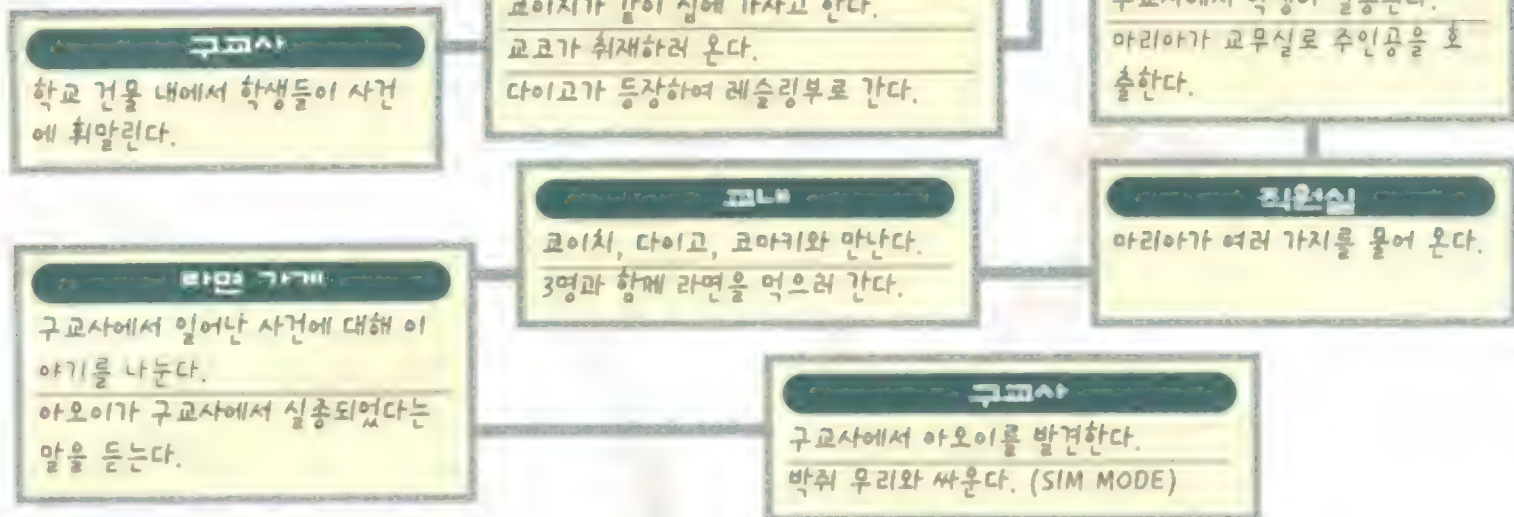 구교사
학교 건물 내에서 학생들이 사건
에 휘말린다.
코이치가 같이 집에 가자고 한다.
교코가 취재하러 온다.
다이고가 등장하여 레슬링부로 간다.
구교사에서 학생이 실종된다.
마리아가 교무실로 주인공을 호
출한다.
직원실
마리아가 여러 가지를 물어 온다.
교내
코이치, 다이고, 코마키와 만난다.
3명과 함께 라면을 먹으러 간다.
라면 가게
구교사에서 일어난 사건에 대해 이
야기를 나눈다.
아오이가 구교사에서 실종되었다는
말을 듣는다.
구교사
구교사에서 아오이를 발견한다.
박쥐 무리와 싸운다. (SIM MODE)